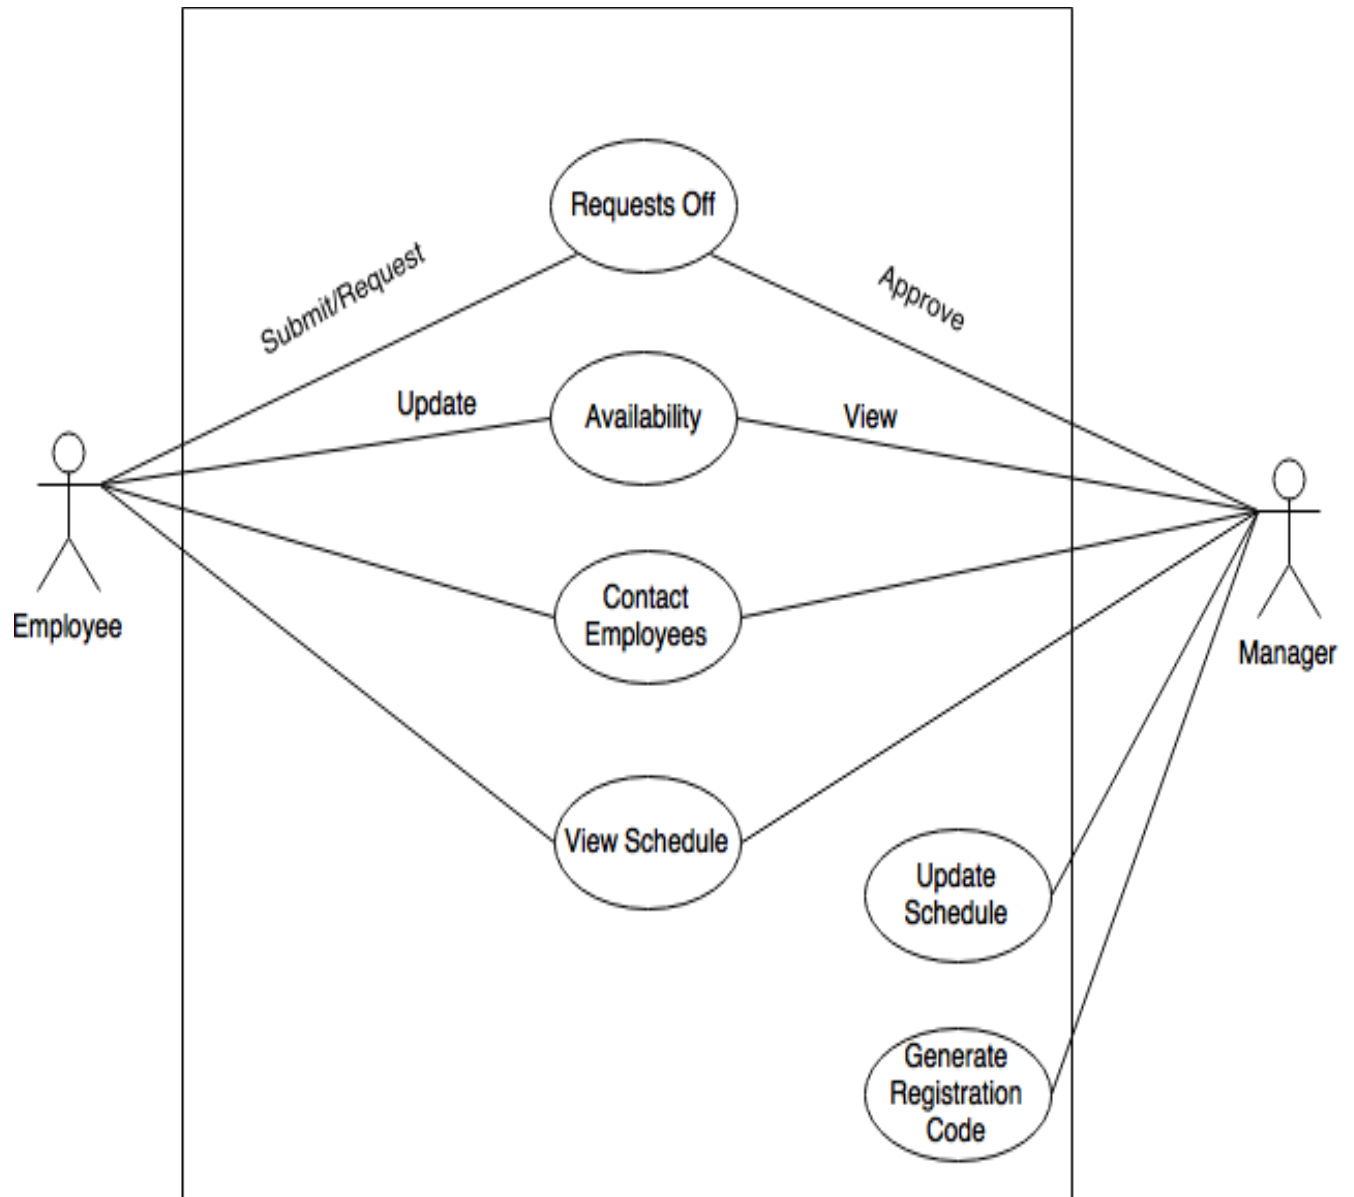 Requests Off
Submit/Request
Approve
Update
Availability
View
Contact
Employees
Employee
Manager
View Schedule
Update
Schedule
Generate
Registration
Code